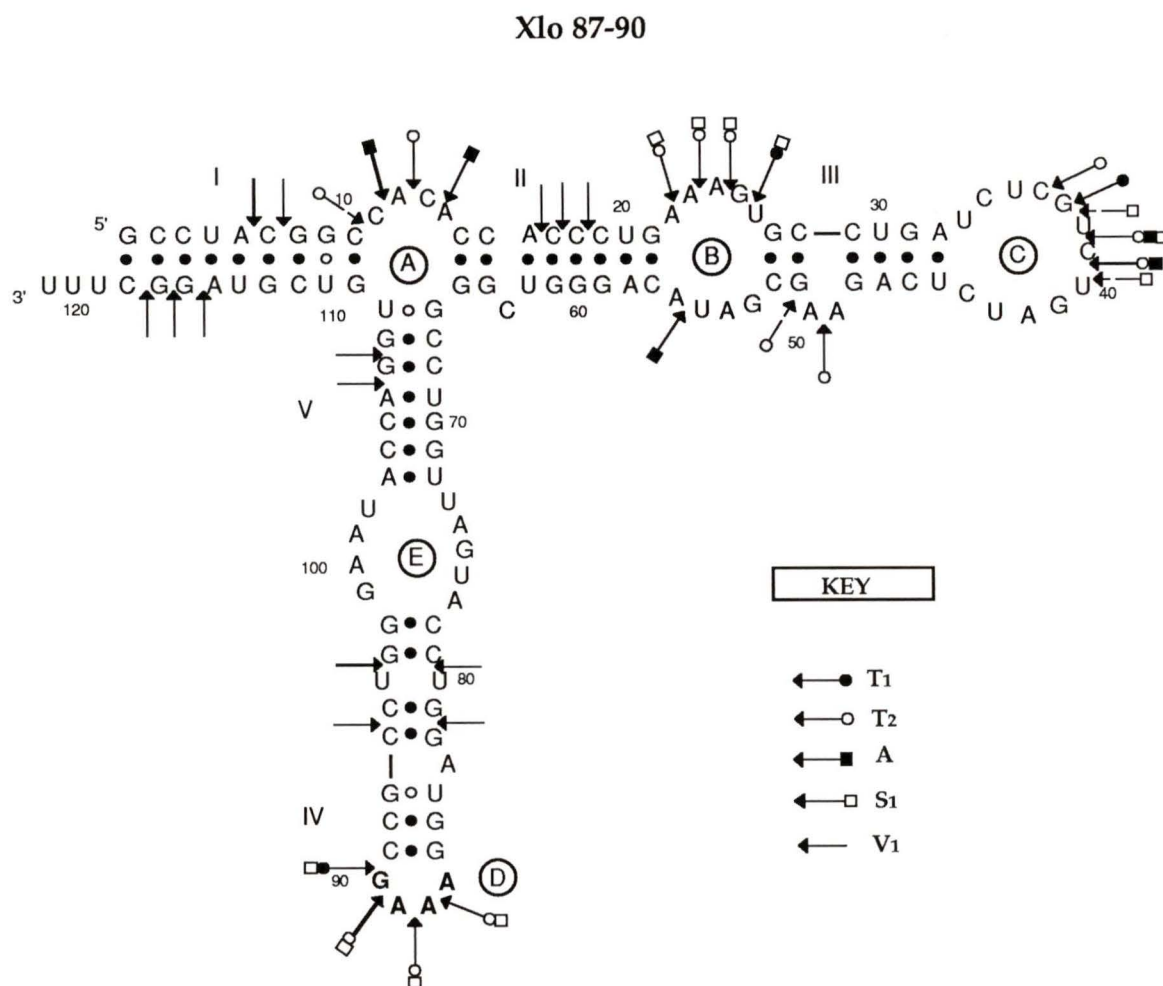 Xlo 87-90
I
10
C A C A
II
20
A A A G U
III
30
U C U C G U C U
40
5' G C C U A C G G C C C A C C C U G G C C U G A
3' U U U C G G A U G C U G G G U G G G A C G C G A C U
120
110
C
60
A U A G
50
A A
C U A G
A
B
C
U G
G C
G C
A U
C G
C G
A U
V
70
U
U
A
A
A
G
100
U
G
A
E
G C
G C
U U
80
C G
C G
A
I
G U
C G
C G
IV
90
G A A A A
D
KEY
T1
T2
A
S1
V1